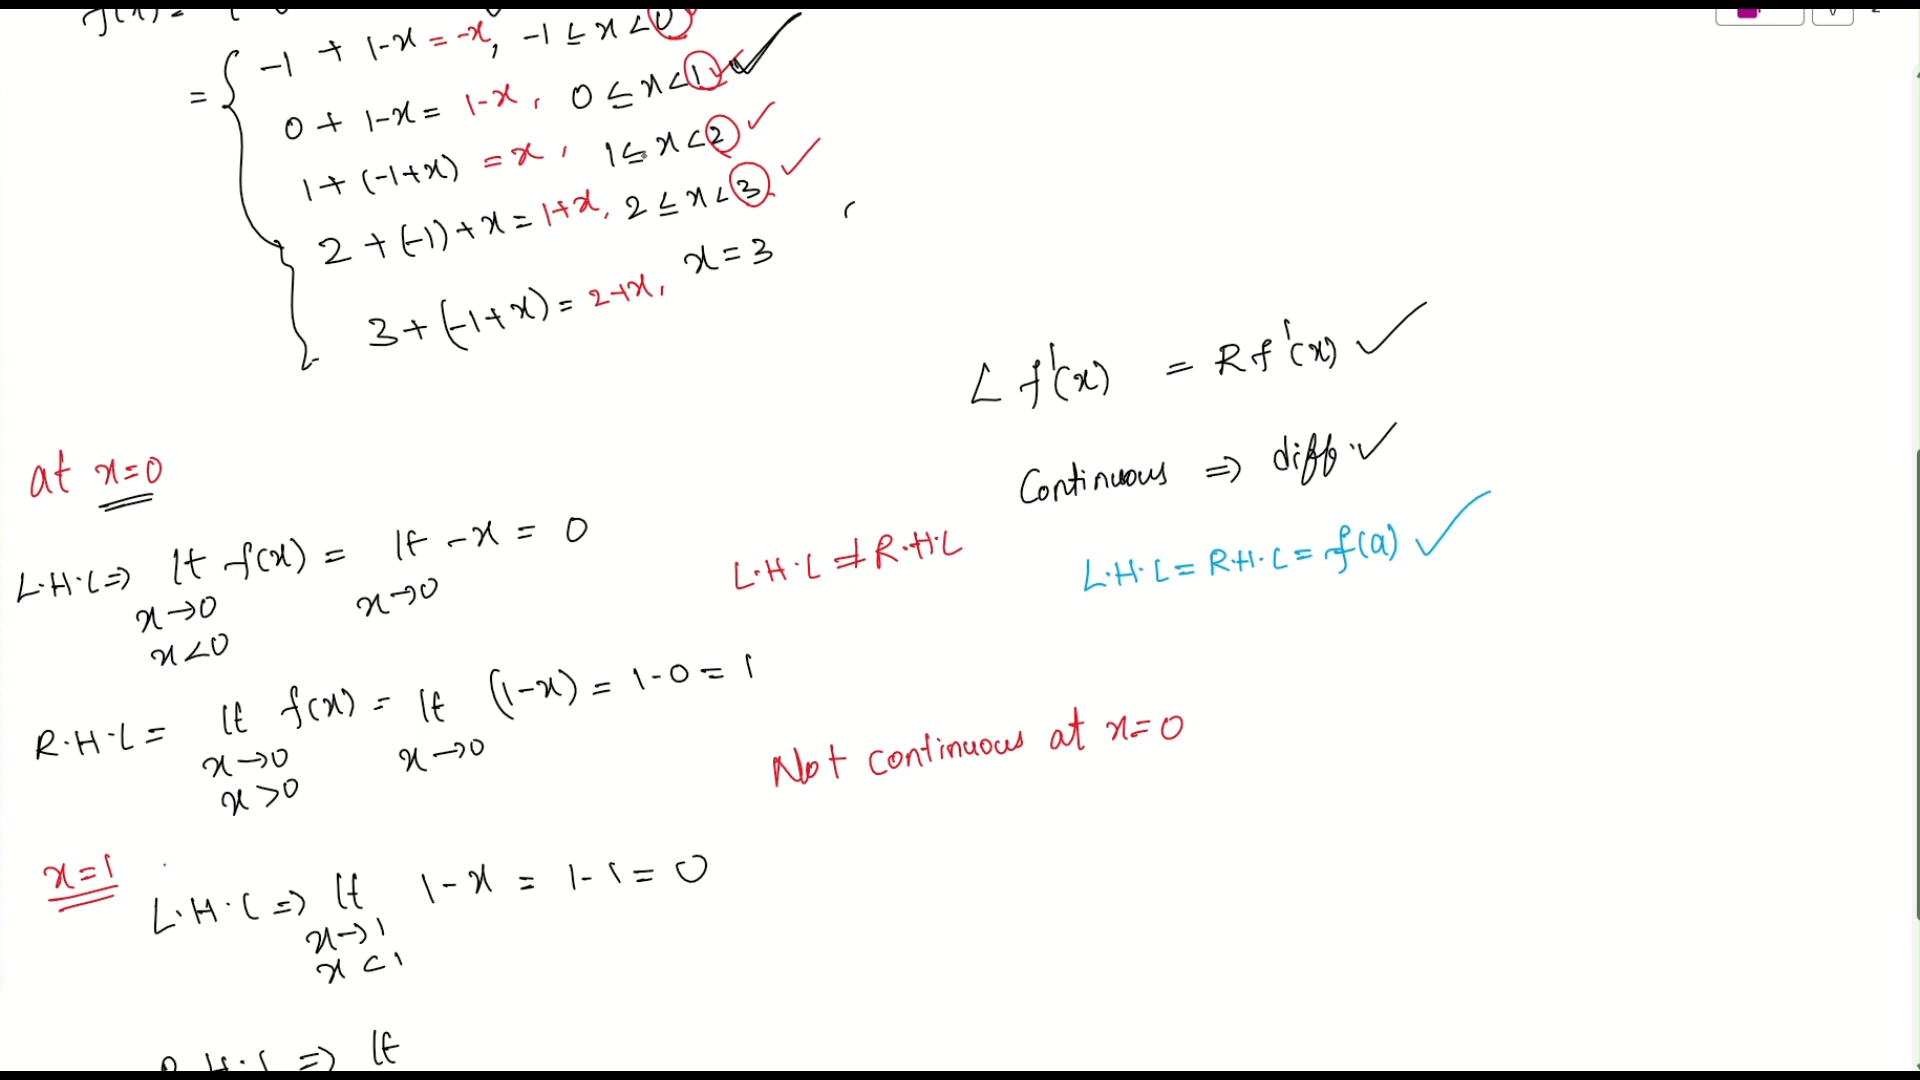 = { -1 + 1-x = -x, -1 ≤ x < 0
0 + 1-x = 1-x, 0 ≤ x < 1
1 + (-1+x) = x, 1 ≤ x < 2
2 + (-1) + x = 1+x, 2 ≤ x < 3
3 + (-1+x) = 2+x, x = 3
L f'(x) = R f'(x) ✓
Continuous ⇒ diff. ✓
at x=0
L.H.L ⇒ lt f(x) = lt -x = 0
x→0 x→0
x<0
L.H.L ≠ R.H.L
L.H.L = R.H.L = f(a) ✓
R.H.L = lt f(x) = lt (1-x) = 1-0 = 1
x→0 x→0
x>0
Not continuous at x=0
x=1
L.H.L ⇒ lt 1-x = 1-1 = 0
x→1
x<1
R.H.L ⇒ lt